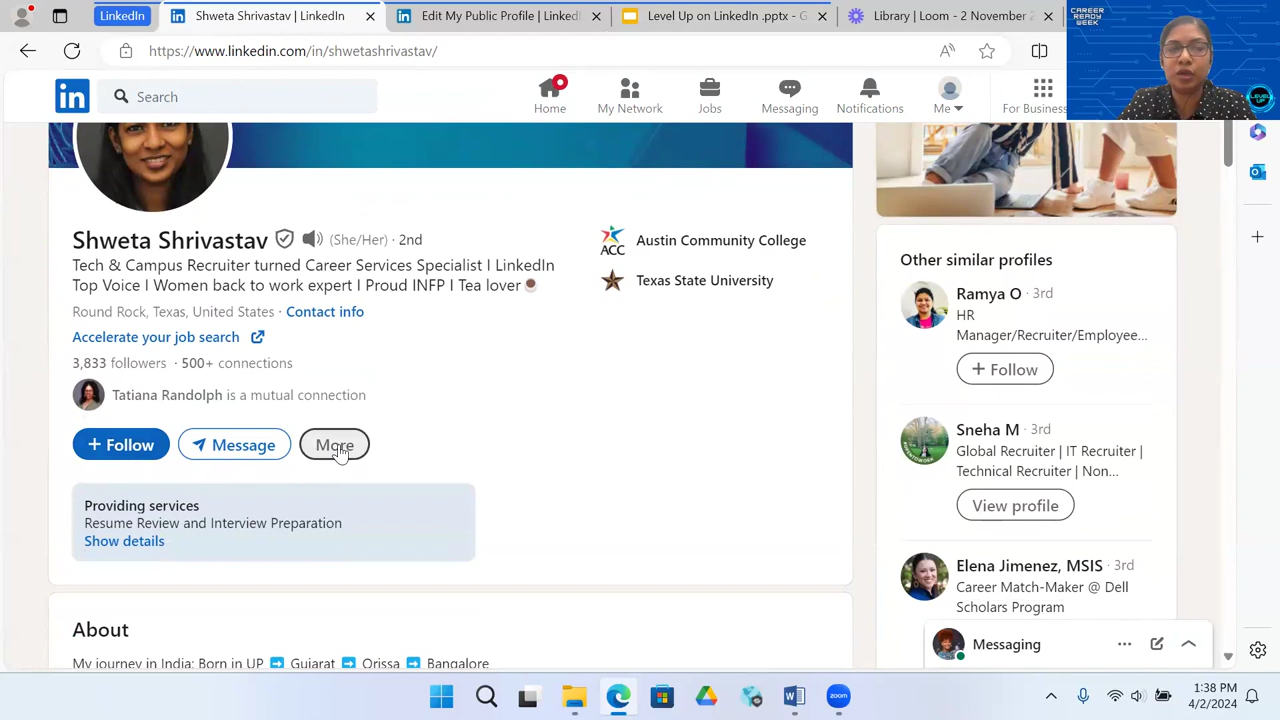 LinkedIn
Shweta Shrivastav | LinkedIn
Edit My Public Profile | LinkedI
Level Up on LinkedIn .pptx - G
Library | Loom - 2 November 2
https://www.linkedin.com/in/shwetashrivastav/
CAREER
READY
WEEK
LEVEL
UP
in
Search
Home
My Network
Jobs
Messaging
Notifications
Me
For Business
Shweta Shrivastav (She/Her) · 2nd
Tech & Campus Recruiter turned Career Services Specialist I LinkedIn
Top Voice I Women back to work expert I Proud INFP I Tea lover
Round Rock, Texas, United States · Contact info
Accelerate your job search
3,833 followers · 500+ connections
Tatiana Randolph is a mutual connection
+ Follow
Message
More
Providing services
Resume Review and Interview Preparation
Show details
About
My journey in India: Born in UP ➡ Gujarat ➡ Orissa ➡ Bangalore
ACC
Austin Community College
Texas State University
Other similar profiles
Ramya O · 3rd
HR
Manager/Recruiter/Employee...
+ Follow
Sneha M · 3rd
Global Recruiter | IT Recruiter |
Technical Recruiter | Non...
View profile
Elena Jimenez, MSIS · 3rd
Career Match-Maker @ Dell
Scholars Program
Messaging
1:38 PM
4/2/2024